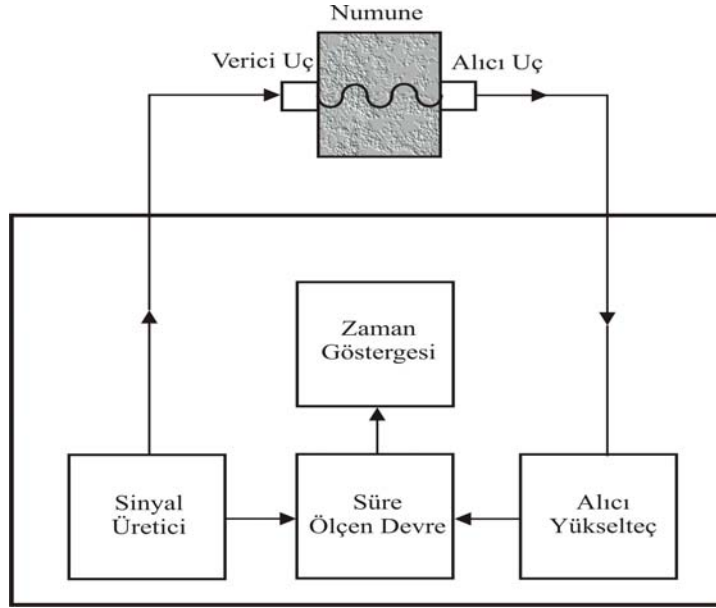 Numune
Verici Uç
Alıcı Uç
Zaman
Göstergesi
Sinyal
Üretici
Süre
Ölçen Devre
Alıcı
Yükselteç